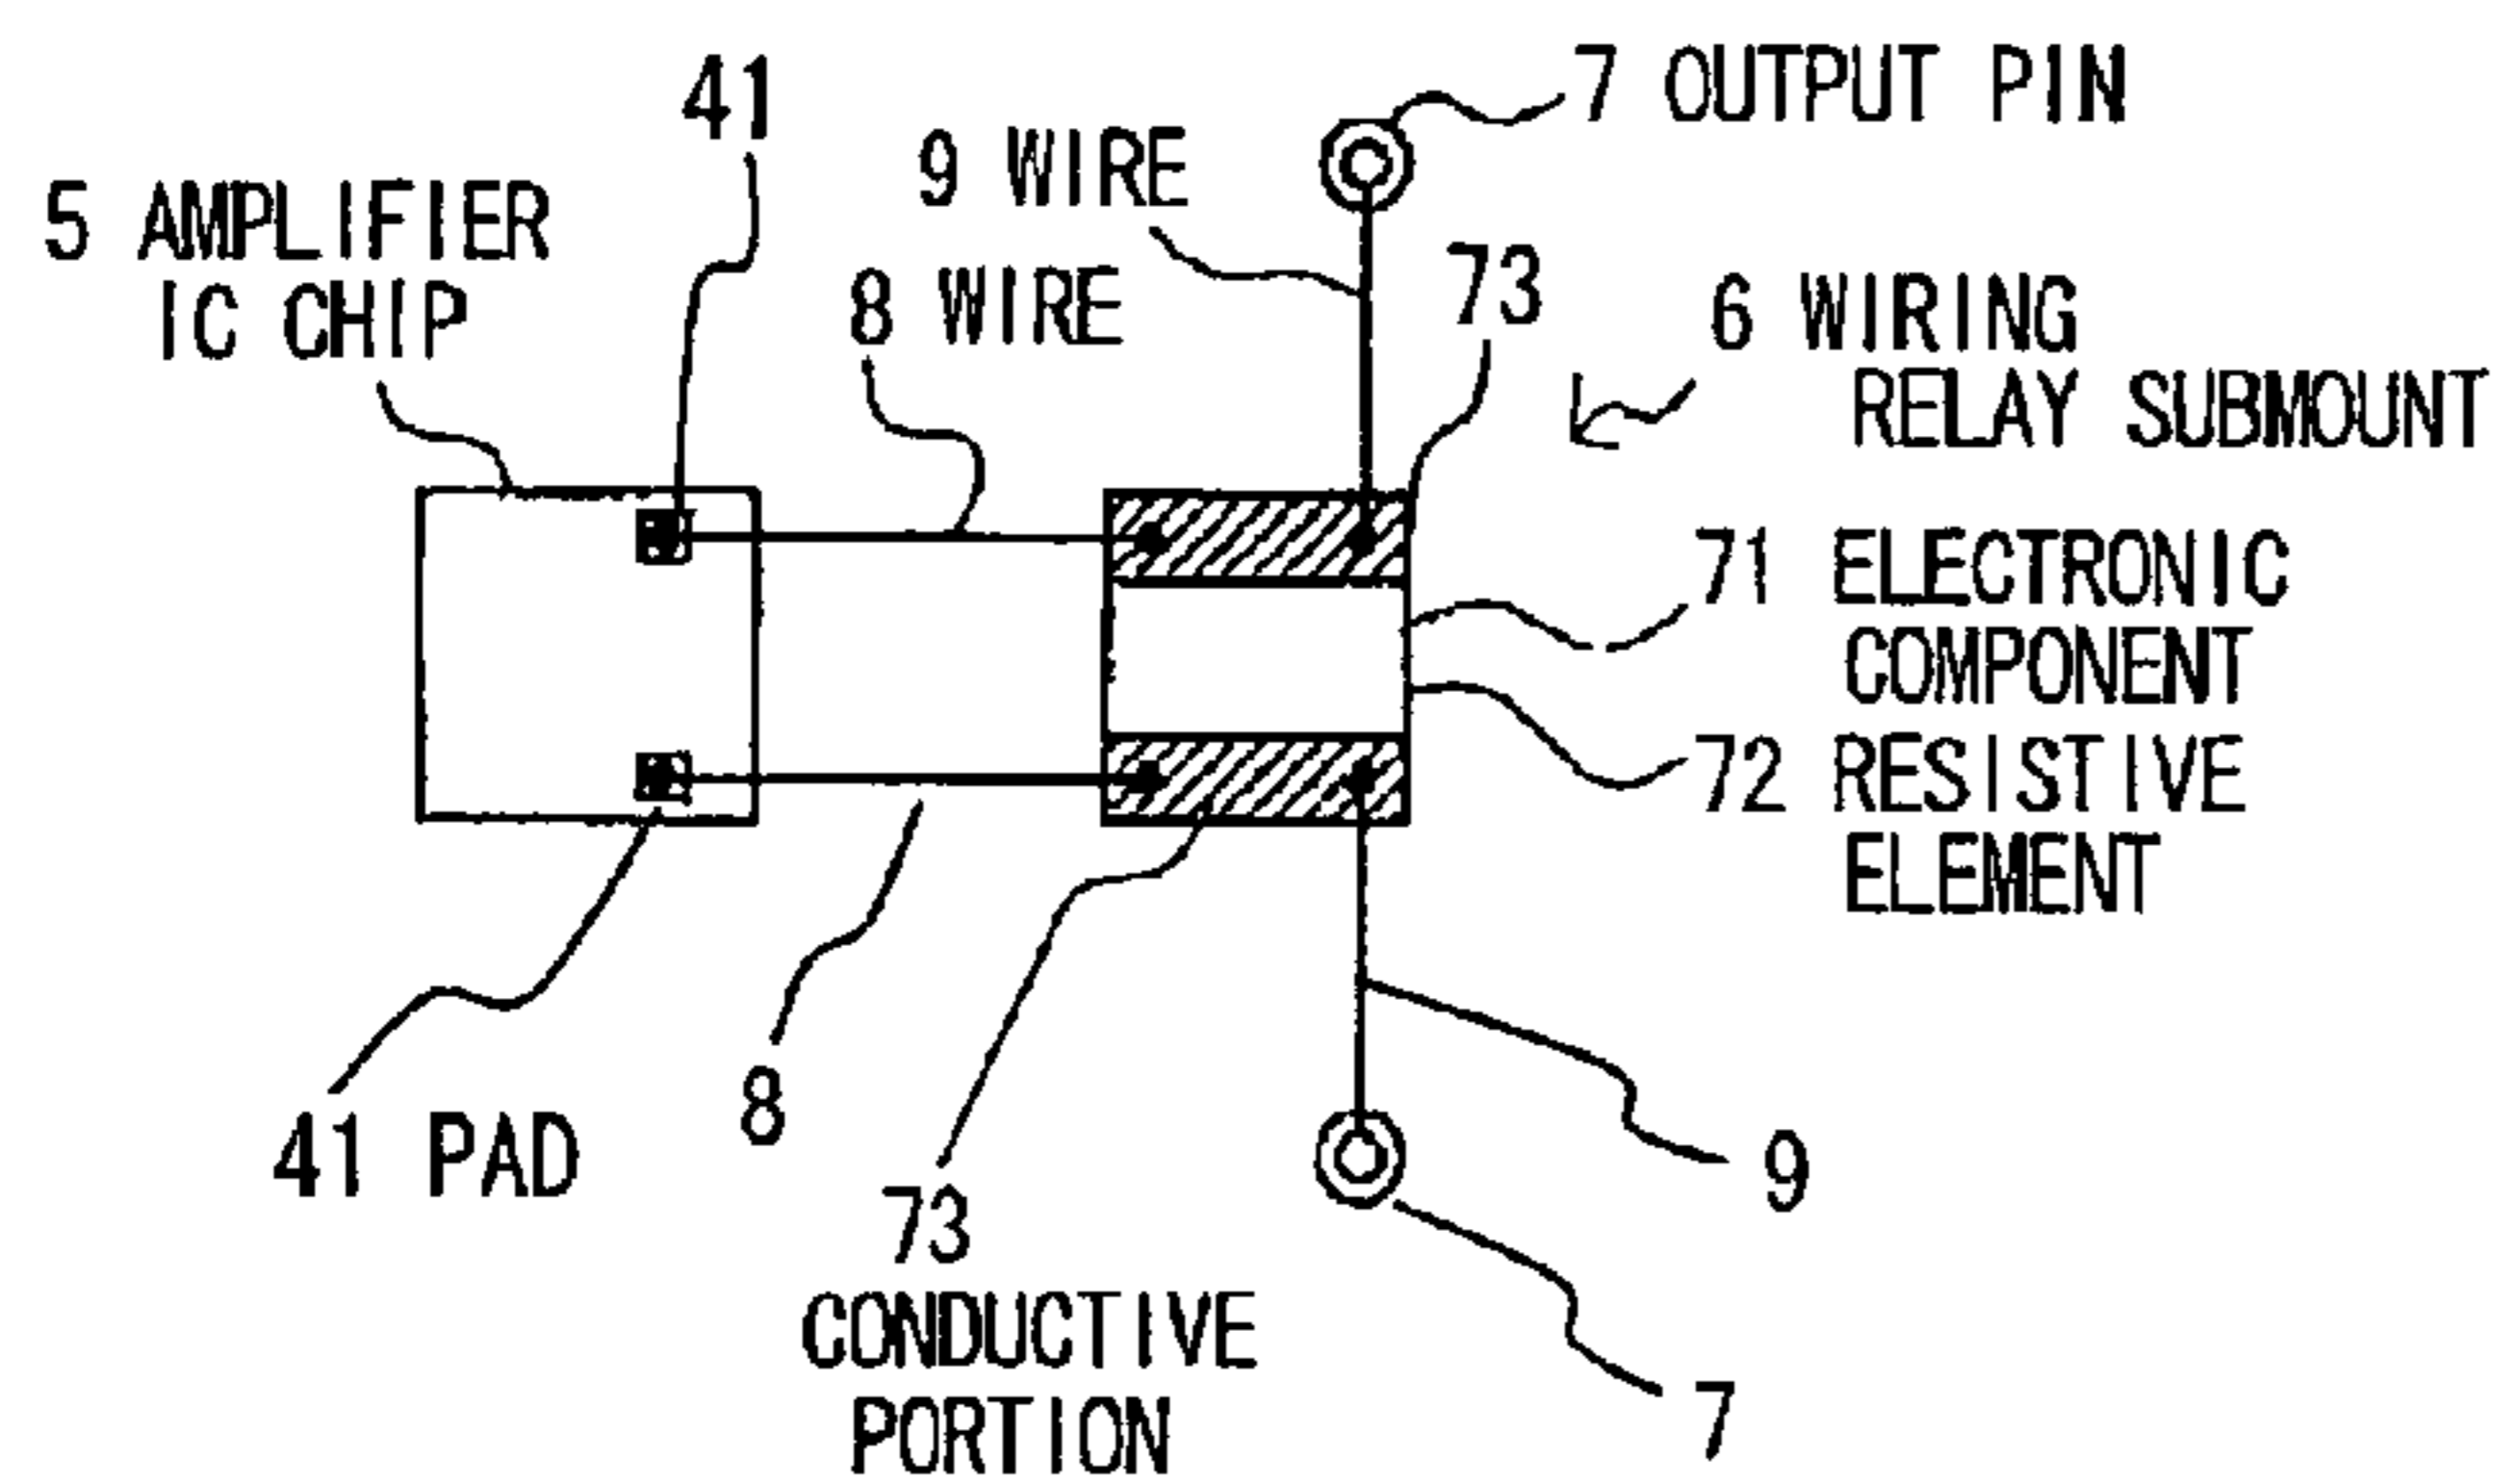 41
7 OUTPUT PIN
9 WIRE
5 AMPLIFIER
IC CHIP
8 WIRE
73
6 WIRING
RELAY SUBMOUNT
71 ELECTRONIC
COMPONENT
72 RESISTIVE
ELEMENT
41 PAD
8
73
CONDUCTIVE
PORTION
9
7